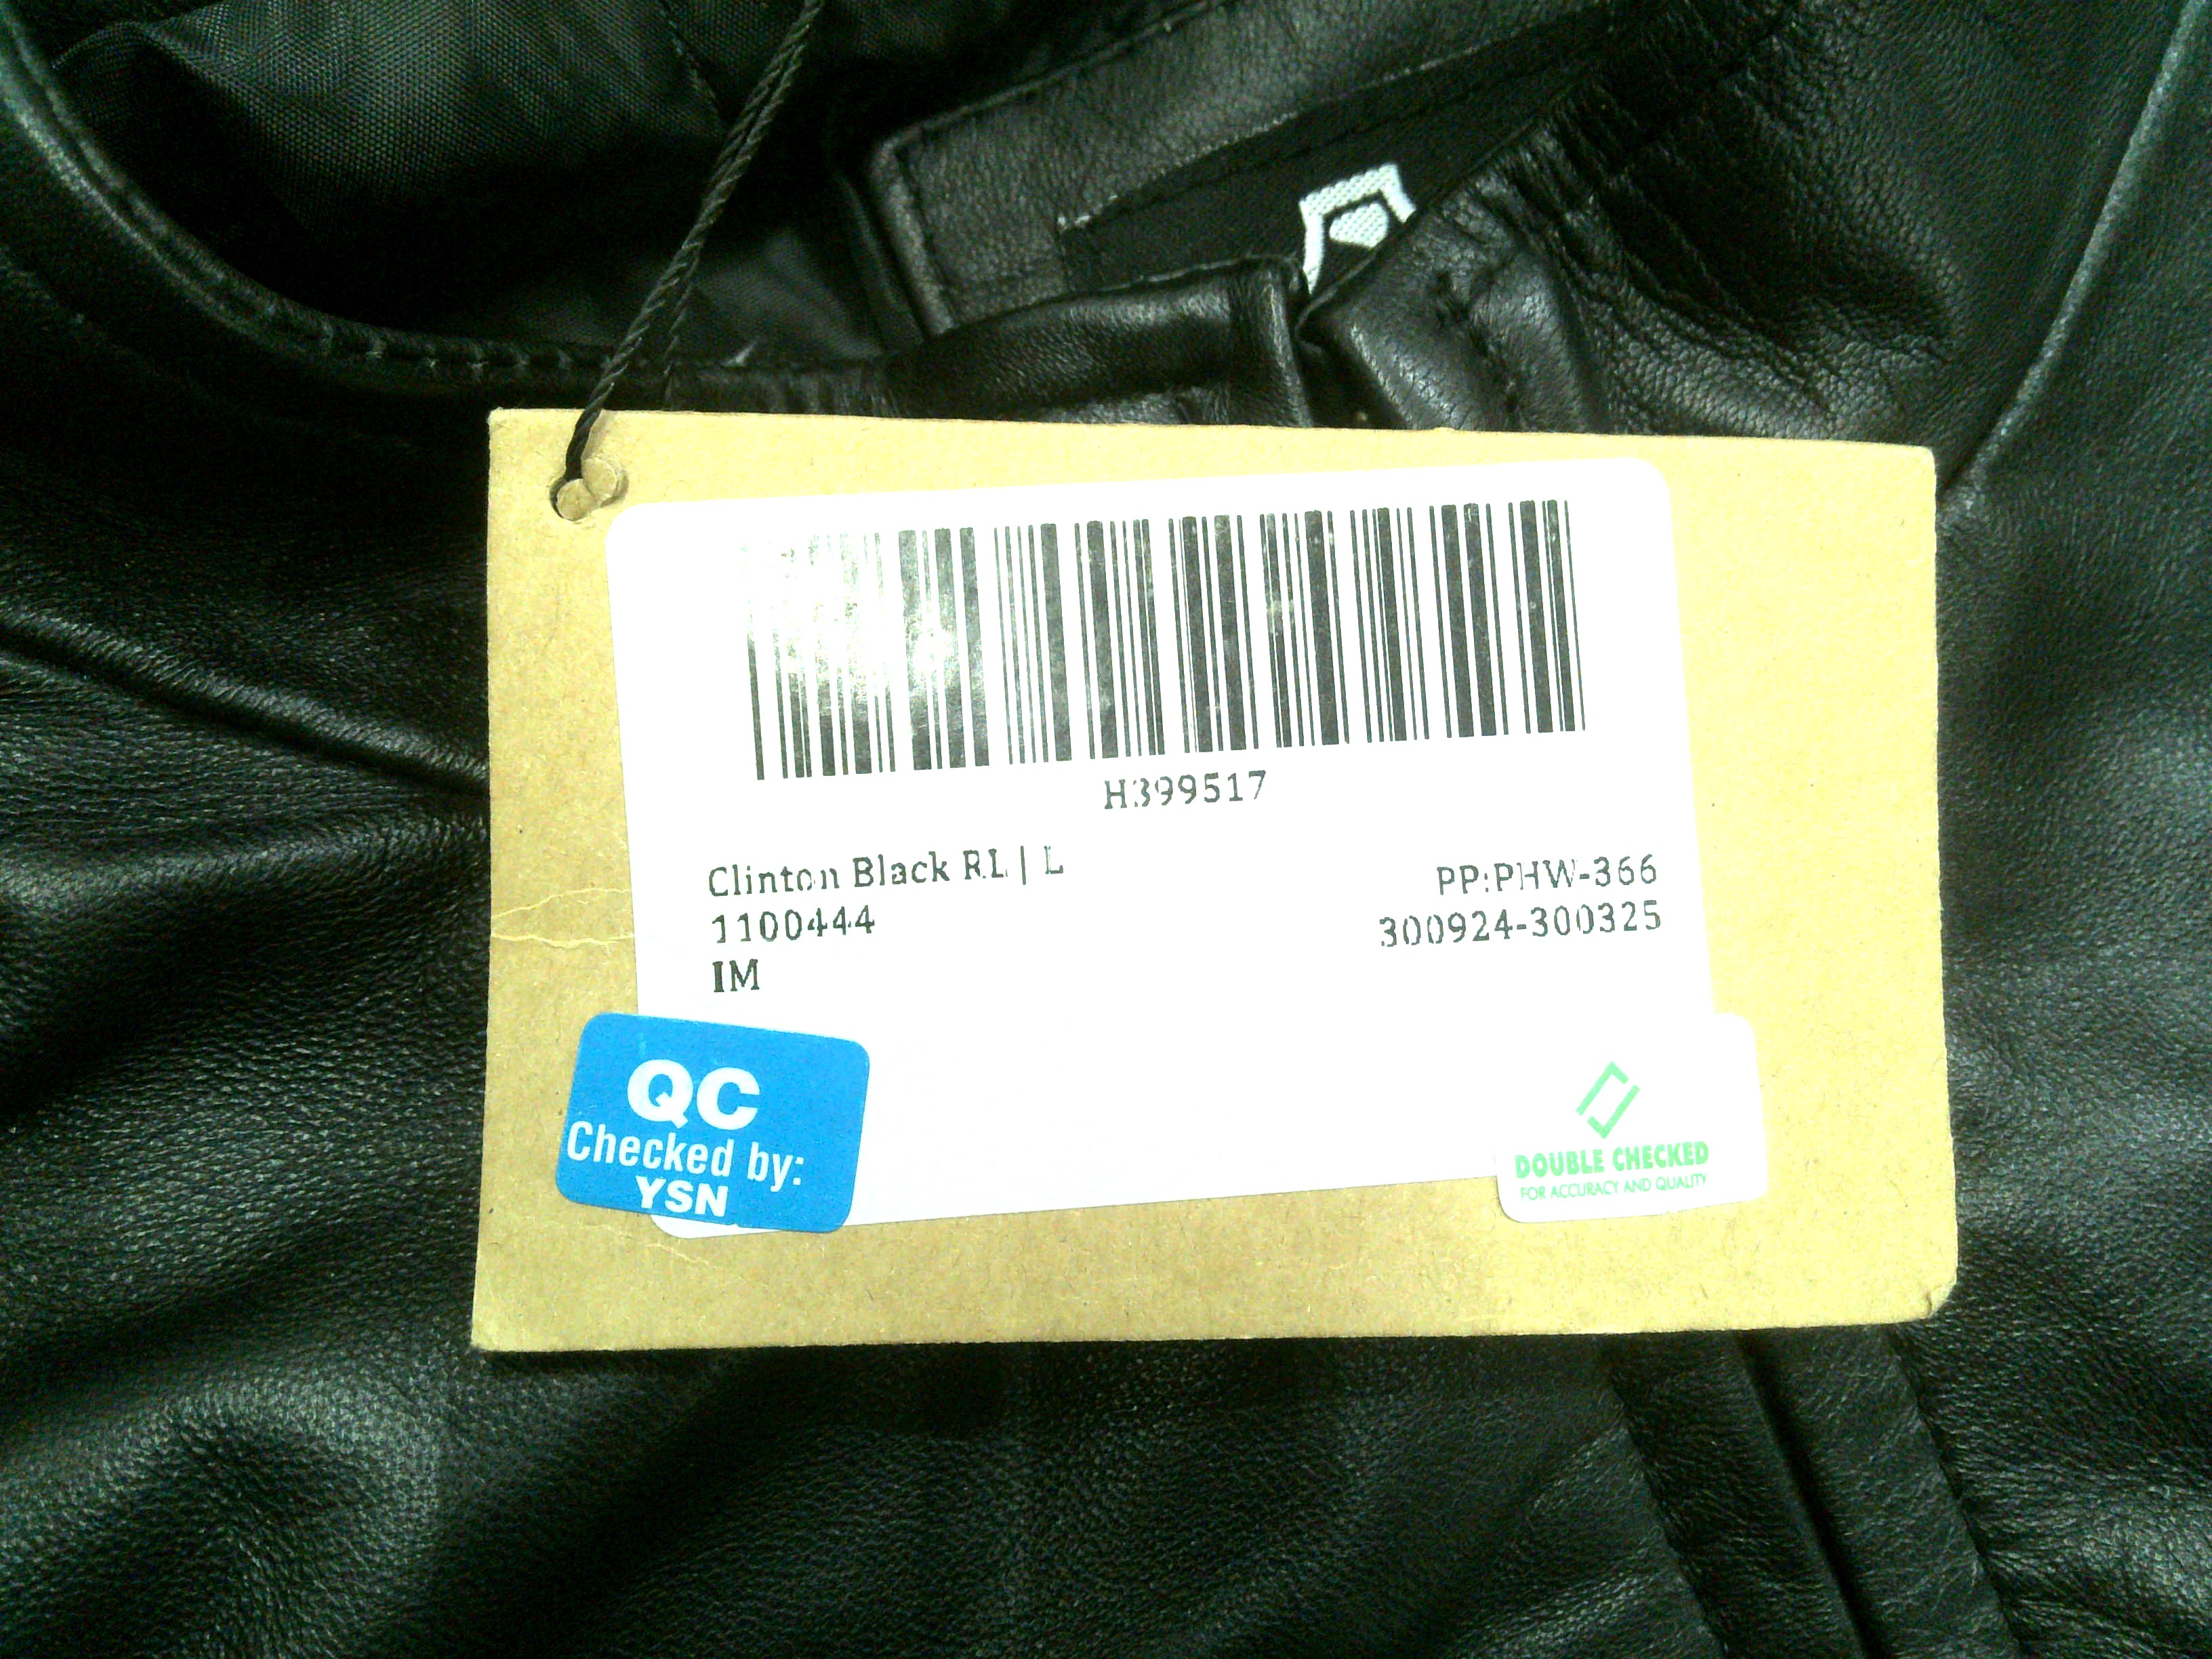 H399517
Clinton Black RL | L
1100444
IM
PP:PHW-366
300924-300325
QC
Checked by:
YSN
DOUBLE CHECKED
FOR ACCURACY AND QUALITY